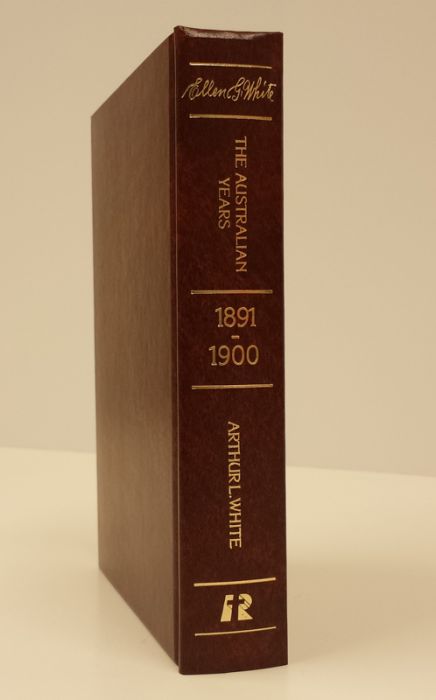 Ellen G. White
THE AUSTRALIAN
YEARS
1891
-
1900
ARTHUR L. WHITE